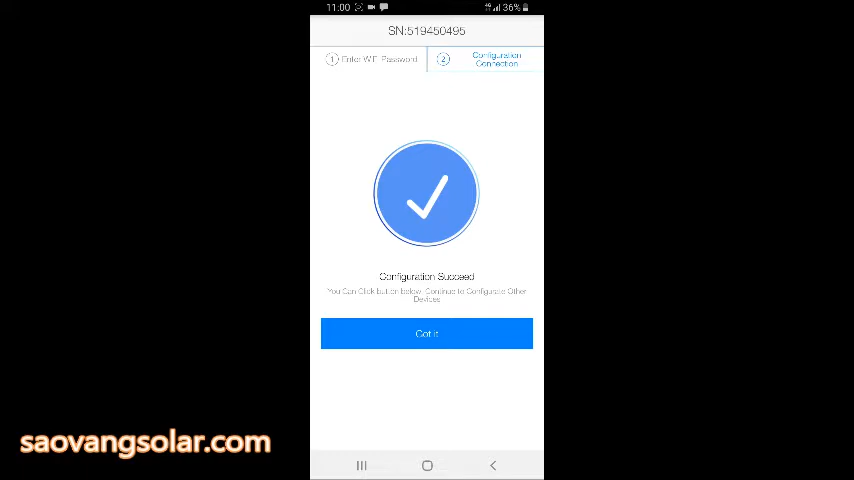 11:00
4G
36%
SN:519450495
1 Enter WiFi Password
2 Configuration
Connection
Configuration Succeed
You Can Click button below, Continue to Configurate Other
Devices
Got it
saovangsolar.com